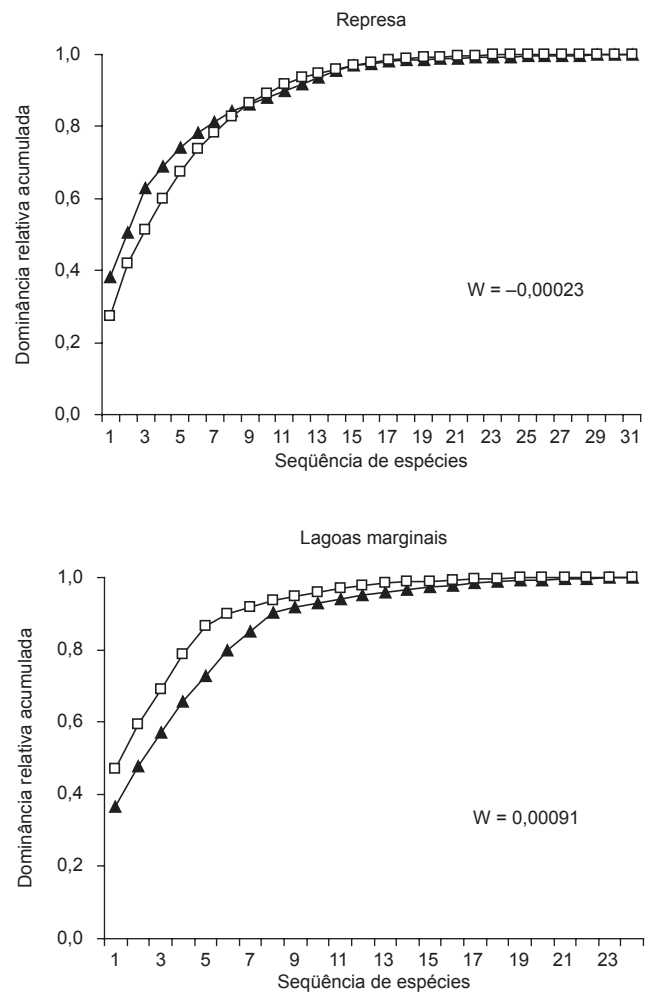 Represa
Dominância relativa acumulada
1,0
0,8
0,6
0,4
0,2
0,0
W = –0,00023
1 3 5 7 9 11 13 15 17 19 21 23 25 27 29 31
Seqüência de espécies
Lagoas marginais
Dominância relativa acumulada
1,0
0,8
0,6
0,4
0,2
0,0
W = 0,00091
1 3 5 7 9 11 13 15 17 19 21 23
Seqüência de espécies